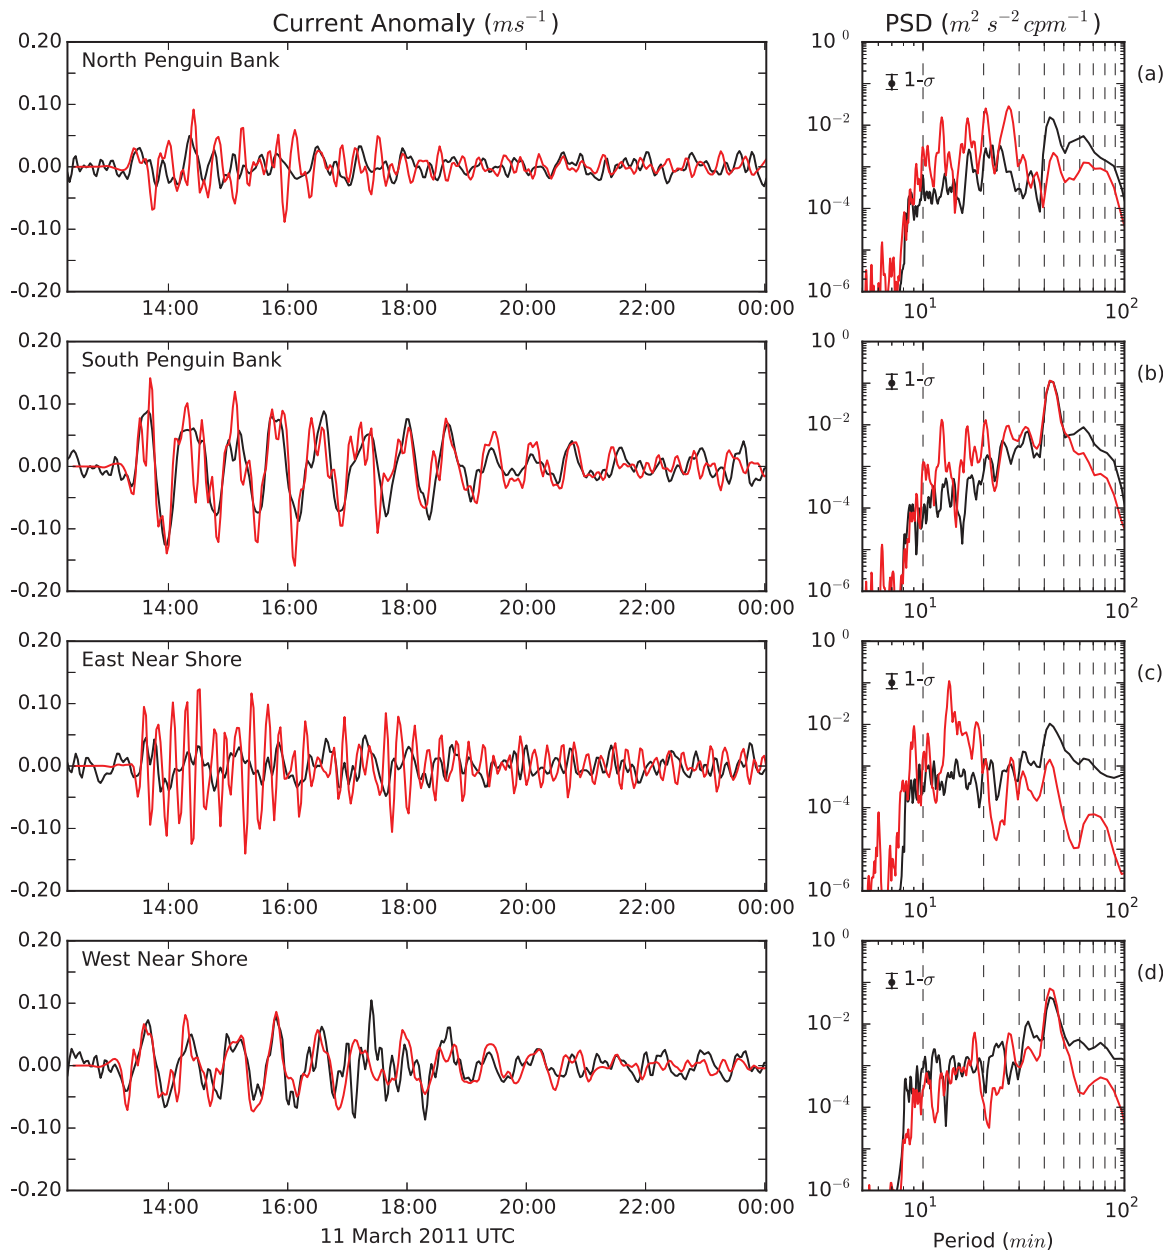 Current Anomaly (ms⁻¹) PSD (m² s⁻² cpm⁻¹)
0.20
0.10
0.00
-0.10
-0.20
North Penguin Bank
14:00 16:00 18:00 20:00 22:00 00:00
10⁰
10⁻²
10⁻⁴
10⁻⁶
1-σ
10¹ 10²
(a)
0.20
0.10
0.00
-0.10
-0.20
South Penguin Bank
14:00 16:00 18:00 20:00 22:00 00:00
10⁰
10⁻²
10⁻⁴
10⁻⁶
1-σ
10¹ 10²
(b)
0.20
0.10
0.00
-0.10
-0.20
East Near Shore
14:00 16:00 18:00 20:00 22:00 00:00
10⁰
10⁻²
10⁻⁴
10⁻⁶
1-σ
10¹ 10²
(c)
0.20
0.10
0.00
-0.10
-0.20
West Near Shore
14:00 16:00 18:00 20:00 22:00 00:00
11 March 2011 UTC
10⁰
10⁻²
10⁻⁴
10⁻⁶
1-σ
10¹ 10²
Period (min)
(d)